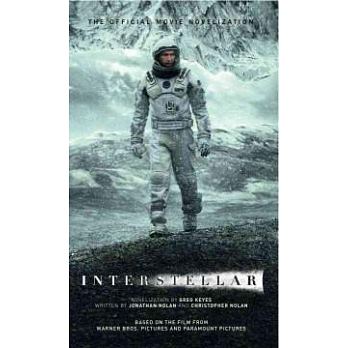 THE OFFICIAL MOVIE NOVELIZATION
INTERSTELLAR
NOVELIZATION BY GREG KEYES
WRITTEN BY JONATHAN NOLAN AND CHRISTOPHER NOLAN
BASED ON THE FILM FROM
WARNER BROS. PICTURES AND PARAMOUNT PICTURES